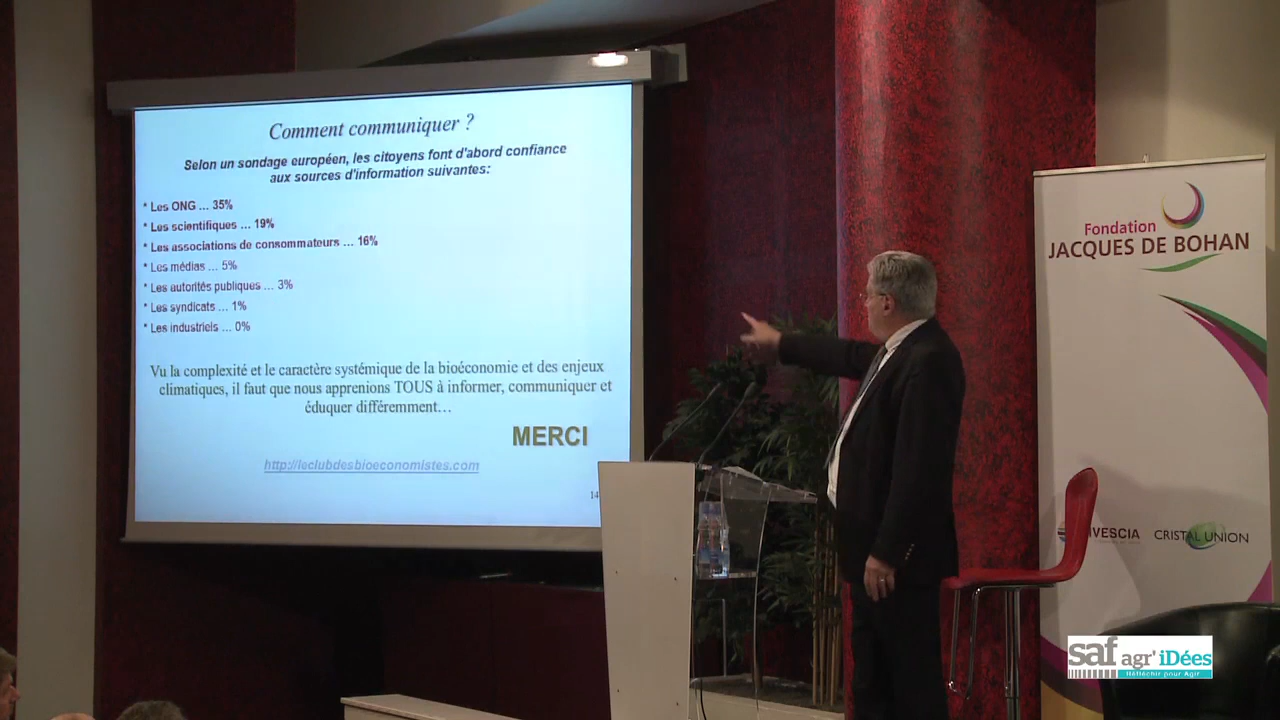 Comment communiquer ?
Selon un sondage européen, les citoyens font d'abord confiance
aux sources d'information suivantes:
* Les ONG ... 35%
* Les scientifiques ... 19%
* Les associations de consommateurs ... 16%
* Les médias ... 5%
* Les autorités publiques ... 3%
* Les syndicats ... 1%
* Les industriels ... 0%
Vu la complexité et le caractère systémique de la bioéconomie et des enjeux
climatiques, il faut que nous apprenions TOUS à informer, communiquer et
éduquer différemment…
MERCI
http://leclubdesbioeconomistes.com
14
Fondation
JACQUES DE BOHAN
IVESCIA
CRISTAL UNION
saf agr'iDées
Réfléchir pour Agir